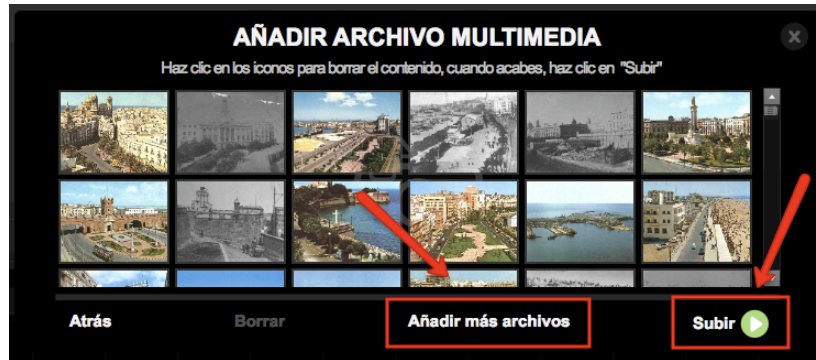 AÑADIR ARCHIVO MULTIMEDIA
Haz clic en los iconos para borrar el contenido, cuando acabes, haz clic en "Subir"
Atrás
Borrar
Añadir más archivos
Subir